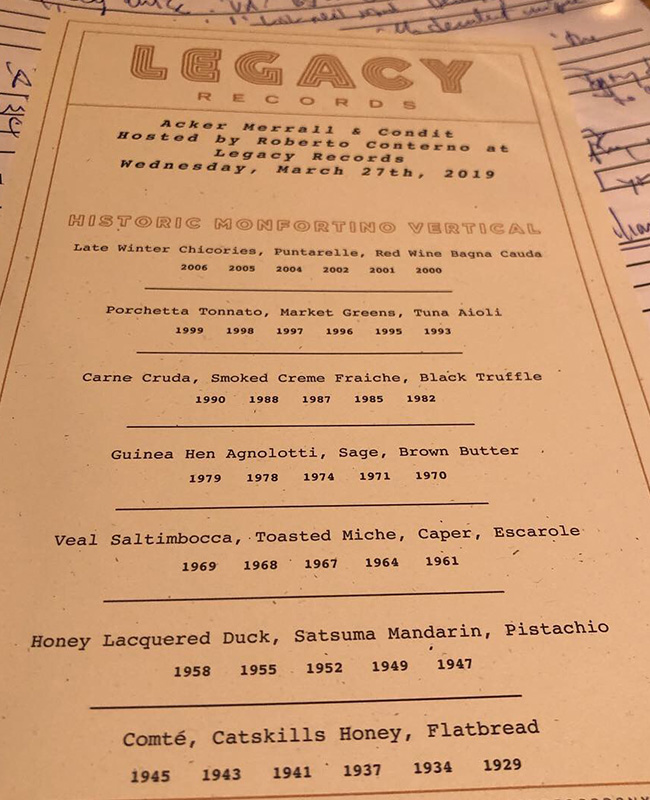 LEGACY
RECORDS
Acker Merrall & Condit
Hosted by Roberto Conterno at
Legacy Records
Wednesday, March 27th, 2019
HISTORIC MONFORTINO VERTICAL
Late Winter Chicories, Puntarelle, Red Wine Bagna Cauda
2006 2005 2004 2002 2001 2000
Porchetta Tonnato, Market Greens, Tuna Aioli
1999 1998 1997 1996 1995 1993
Carne Cruda, Smoked Creme Fraiche, Black Truffle
1990 1988 1987 1985 1982
Guinea Hen Agnolotti, Sage, Brown Butter
1979 1978 1974 1971 1970
Veal Saltimbocca, Toasted Miche, Caper, Escarole
1969 1968 1967 1964 1961
Honey Lacquered Duck, Satsuma Mandarin, Pistachio
1958 1955 1952 1949 1947
Comté, Catskills Honey, Flatbread
1945 1943 1941 1937 1934 1929